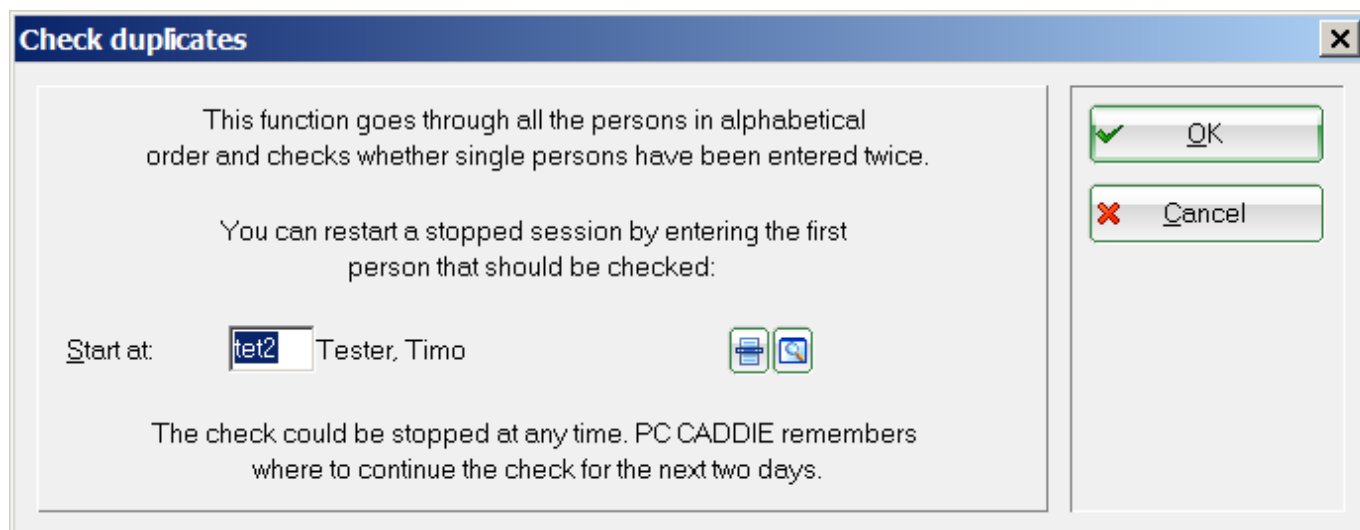 Check duplicates
This function goes through all the persons in alphabetical
order and checks whether single persons have been entered twice.
You can restart a stopped session by entering the first
person that should be checked:
Start at: tet2 Tester, Timo
The check could be stopped at any time. PC CADDIE remembers
where to continue the check for the next two days.
OK
Cancel